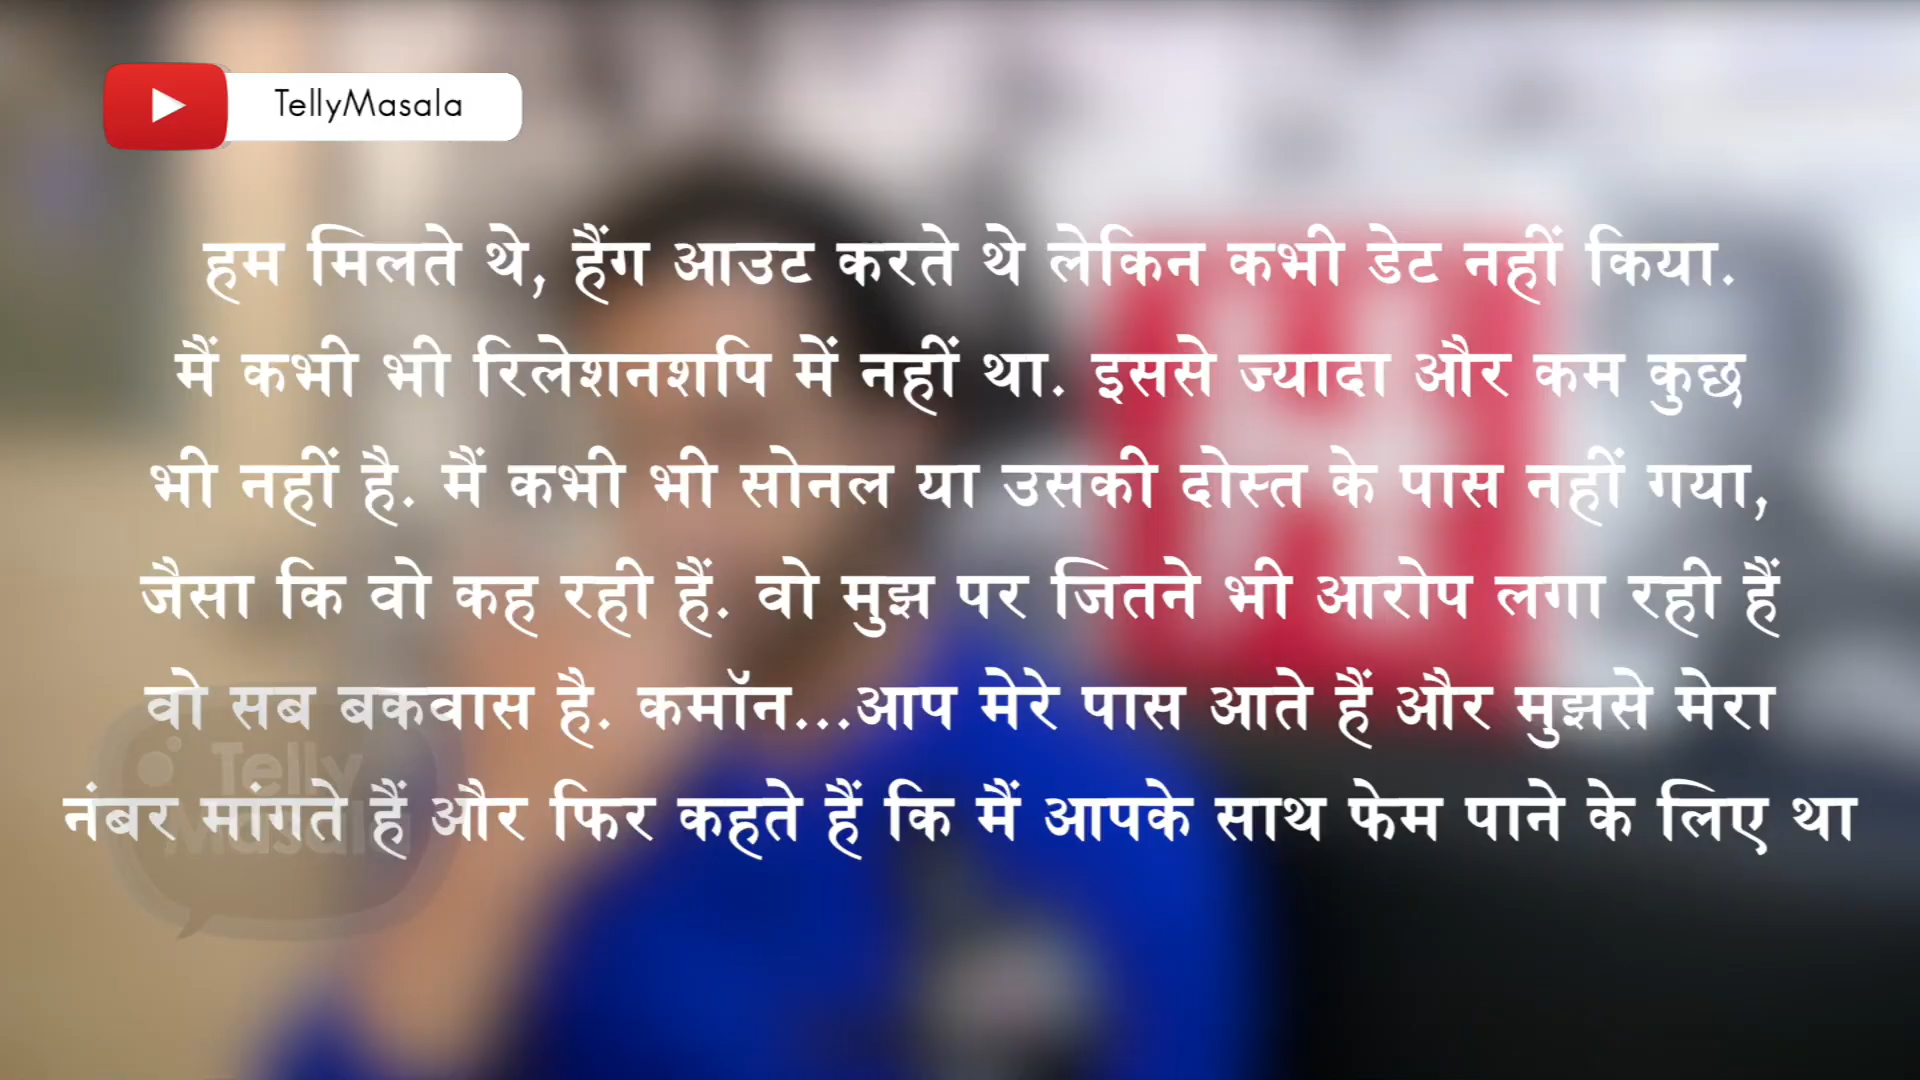 TellyMasala
हम मिलते थे, हैंग आउट करते थे लेकिन कभी डेट नहीं किया.
मैं कभी भी रिलेशनशपि में नहीं था. इससे ज्यादा और कम कुछ
भी नहीं है. मैं कभी भी सोनल या उसकी दोस्त के पास नहीं गया,
जैसा कि वो कह रही हैं. वो मुझ पर जितने भी आरोप लगा रही हैं
वो सब बकवास है. कमॉन...आप मेरे पास आते हैं और मुझसे मेरा
नंबर मांगते हैं और फिर कहते हैं कि मैं आपके साथ फेम पाने के लिए था
Telly
Masala